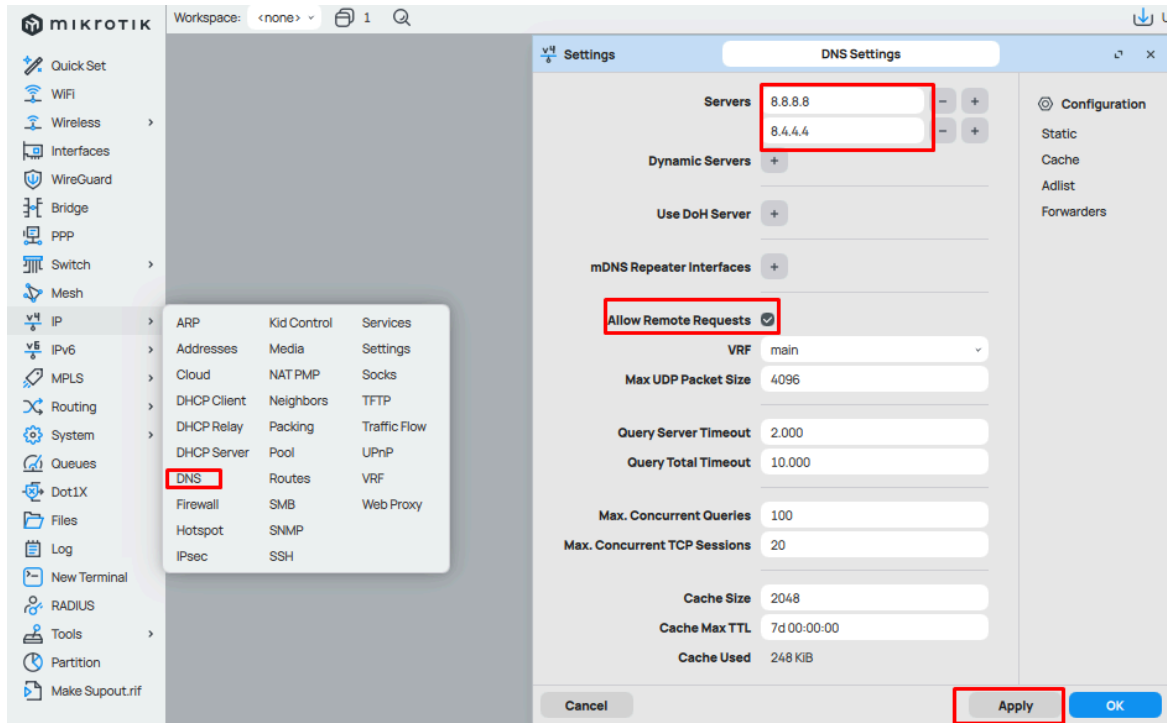 MIKROTIK
Workspace: <none> 1
U
Quick Set
WiFi
Wireless
Interfaces
WireGuard
Bridge
PPP
Switch
Mesh
IP
IPv6
MPLS
Routing
System
Queues
Dot1X
Files
Log
New Terminal
RADIUS
Tools
Partition
Make Supout.rif
ARP Kid Control Services
Addresses Media Settings
Cloud NAT PMP Socks
DHCP Client Neighbors TFTP
DHCP Relay Packing Traffic Flow
DHCP Server Pool UPnP
DNS Routes VRF
Firewall SMB Web Proxy
Hotspot SNMP
IPsec SSH
Settings DNS Settings
Servers 8.8.8.8 - +
8.4.4.4 - +
Dynamic Servers +
Use DoH Server +
mDNS Repeater Interfaces +
Allow Remote Requests
VRF main
Max UDP Packet Size 4096
Query Server Timeout 2.000
Query Total Timeout 10.000
Max. Concurrent Queries 100
Max. Concurrent TCP Sessions 20
Cache Size 2048
Cache Max TTL 7d 00:00:00
Cache Used 248 KiB
Configuration
Static
Cache
Adlist
Forwarders
Cancel Apply OK